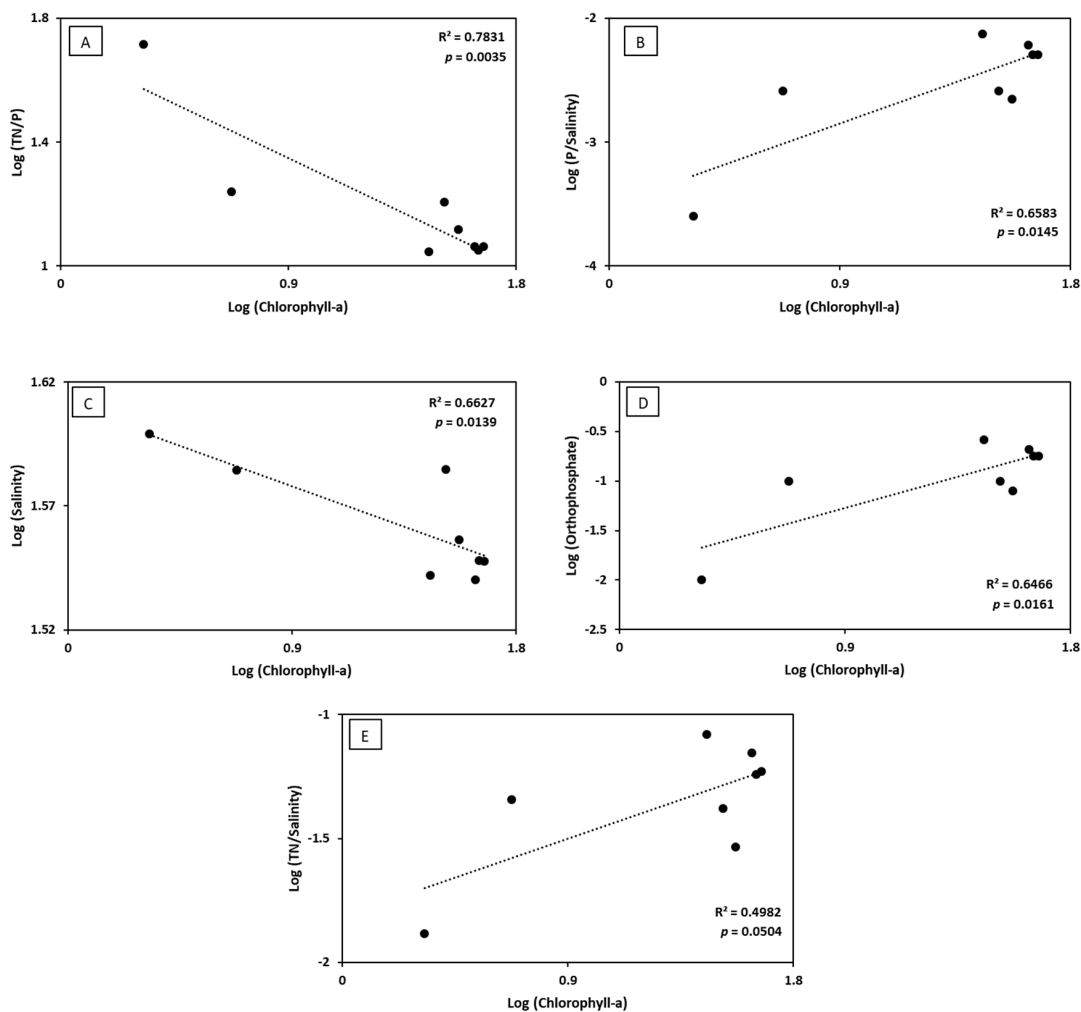 A
R² = 0.7831
p = 0.0035
1.8
1.4
1
Log (TN/P)
0
0.9
1.8
Log (Chlorophyll-a)
B
R² = 0.6583
p = 0.0145
-2
-3
-4
Log (P/Salinity)
0
0.9
1.8
Log (Chlorophyll-a)
C
R² = 0.6627
p = 0.0139
1.62
1.57
1.52
Log (Salinity)
0
0.9
1.8
Log (Chlorophyll-a)
D
R² = 0.6466
p = 0.0161
0
-0.5
-1
-1.5
-2
-2.5
Log (Orthophosphate)
0
0.9
1.8
Log (Chlorophyll-a)
E
R² = 0.4982
p = 0.0504
-1
-1.5
-2
Log (TN/Salinity)
0
0.9
1.8
Log (Chlorophyll-a)